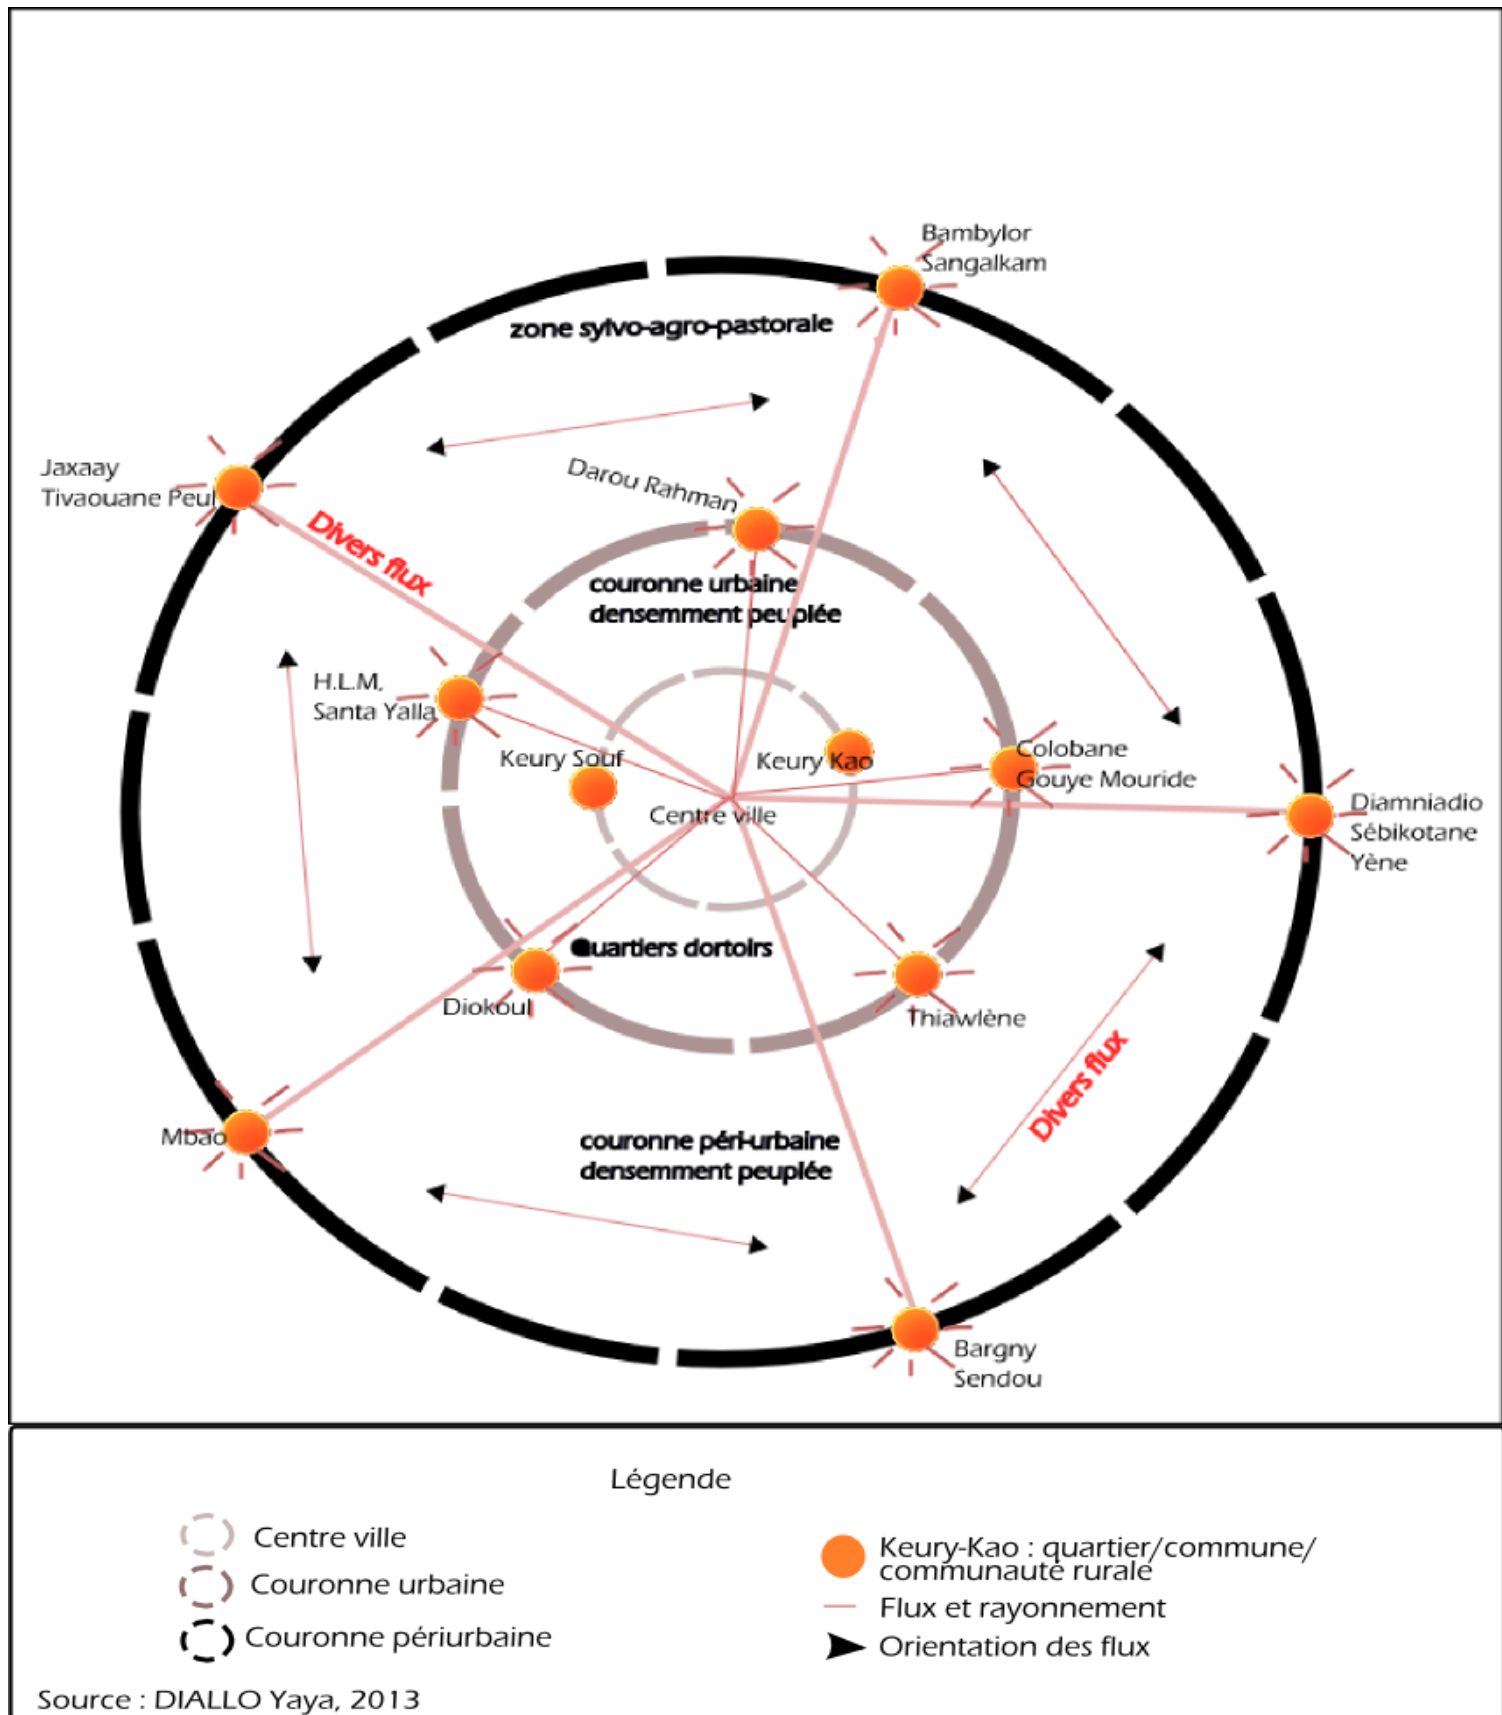 Bambylor
Sangalkam
zone sylvo-agro-pastorale
Jaxaay
Tivaouane Peul
Darou Rahman
Divers flux
couronne urbaine
densemment peuplée
H.L.M,
Santa Yalla
Keury Souf
Keury Kao
Colobane
Gouye Mouride
Centre ville
Diamniadio
Sébikotane
Yène
Quartiers dortoirs
Diokoul
Thiawlène
Divers flux
Mbao
couronne péri-urbaine
densemment peuplée
Bargny
Sendou
Légende
Centre ville
Couronne urbaine
Couronne périurbaine
Keury-Kao : quartier/commune/
communauté rurale
Flux et rayonnement
Orientation des flux
Source : DIALLO Yaya, 2013